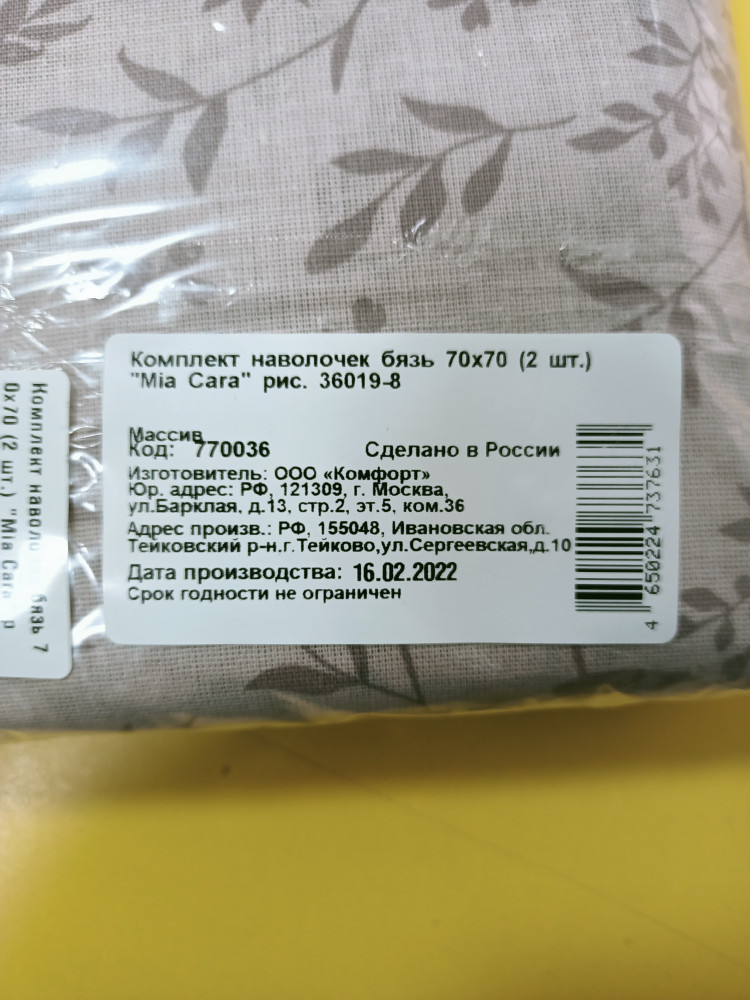 Комплект наволочек бязь 70х70 (2 шт.)
"Mia Cara" рис. 36019-8
Массив
Код: 770036
Сделано в России
Изготовитель: ООО «Комфорт»
Юр. адрес: РФ, 121309, г. Москва,
ул.Барклая, д.13, стр.2, эт.5, ком.36
Адрес произв.: РФ, 155048, Ивановская обл.
Тейковский р-н.г.Тейково,ул.Сергеевская,д.10
Дата производства: 16.02.2022
Срок годности не ограничен
4 650224 737631
Комплект бязь 7
0х70 (2 шт.) "Mia Cara"